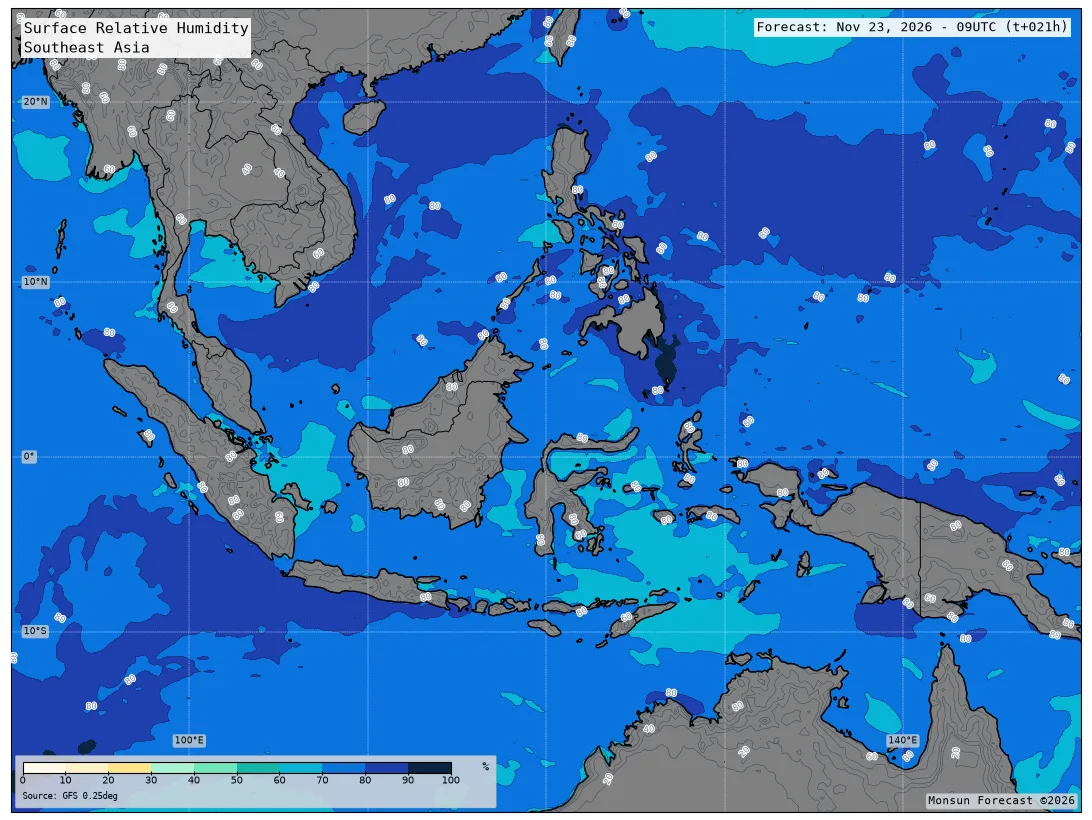 Surface Relative Humidity
Southeast Asia
Forecast: Nov 23, 2026 - 09UTC (t+021h)
20°N
10°N
0°
10°S
100°E
140°E
0 10 20 30 40 50 60 70 80 90 100
%
Source: GFS 0.25deg
Monsun Forecast ©2026